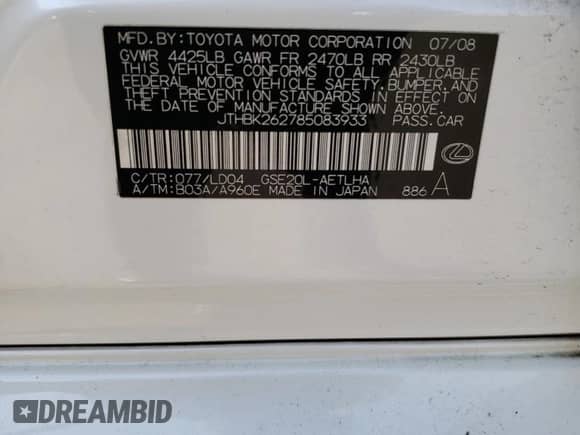 MFD.BY:TOYOTA MOTOR CORPORATION 07/08
GVWR 4425LB GAWR FR 2470LB RR 2430LB
THIS VEHICLE CONFORMS TO ALL APPLICABLE
FEDERAL MOTOR VEHICLE SAFETY,BUMPER,AND
THEFT PREVENTION STANDARDS IN EFFECT ON
THE DATE OF MANUFACTURE SHOWN ABOVE.
JTHBK262785083933 PASS.CAR
C/TR:077/LD04 GSE20L-AETLHA
A/TM:B03A/A960E MADE IN JAPAN 886 A
DREAMBID